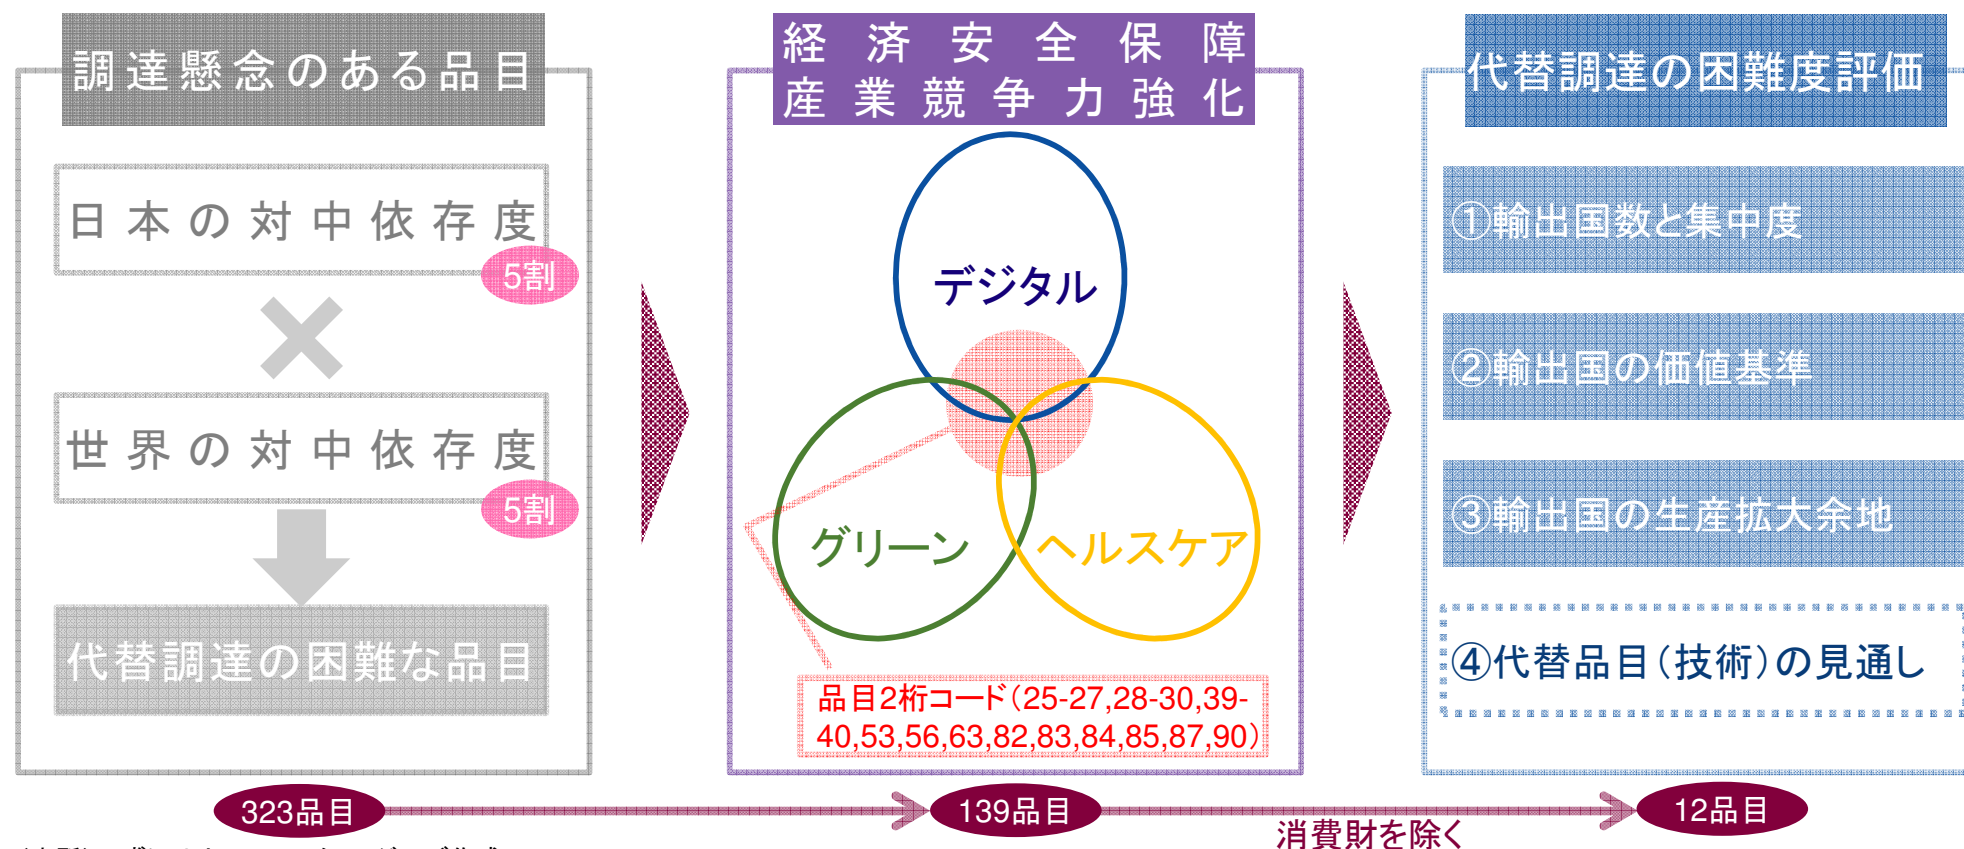 調達懸念のある品目
日本の対中依存度
5割
世界の対中依存度
5割
代替調達の困難な品目
経済安全保障
産業競争力強化
デジタル
グリーン
ヘルスケア
品目2桁コード(25-27,28-30,39-
40,53,56,63,82,83,84,85,87,90)
代替調達の困難度評価
①輸出国数と集中度
②輸出国の価値基準
③輸出国の生産拡大余地
④代替品目(技術)の見通し
323品目
139品目
消費財を除く
12品目